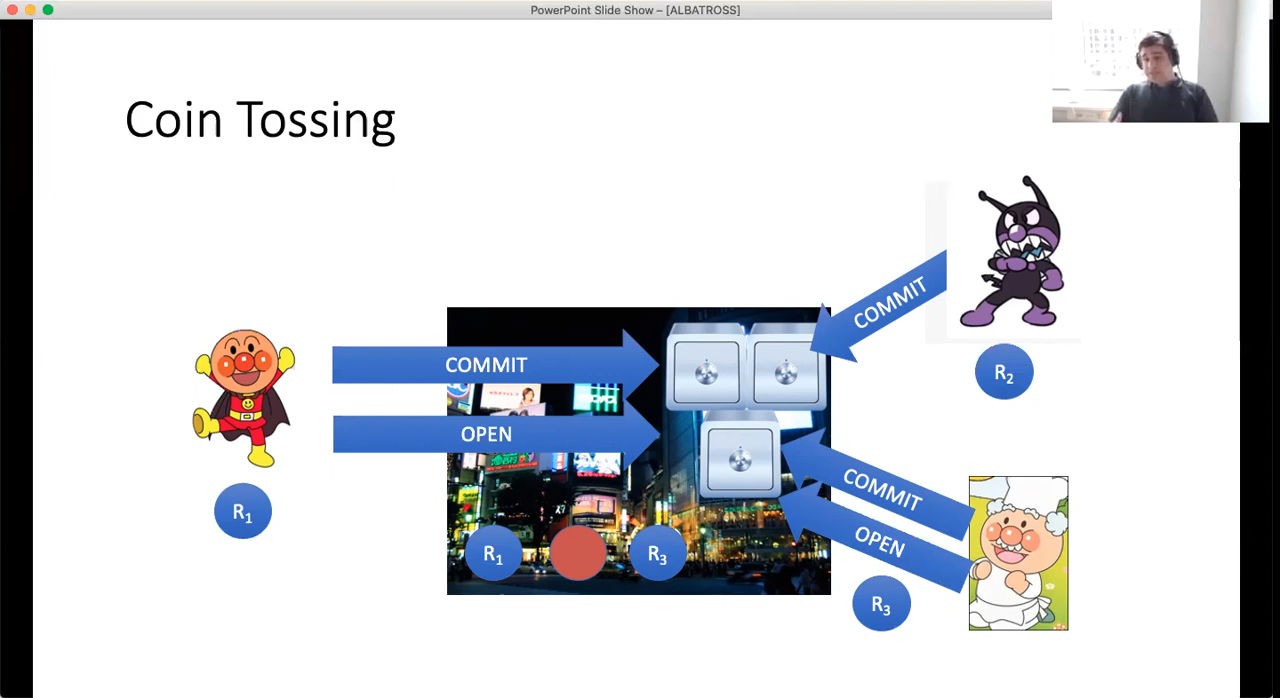 PowerPoint Slide Show – [ALBATROSS]
Coin Tossing
COMMIT
COMMIT
R₂
OPEN
COMMIT
R₁
OPEN
R₁
R₃
R₃